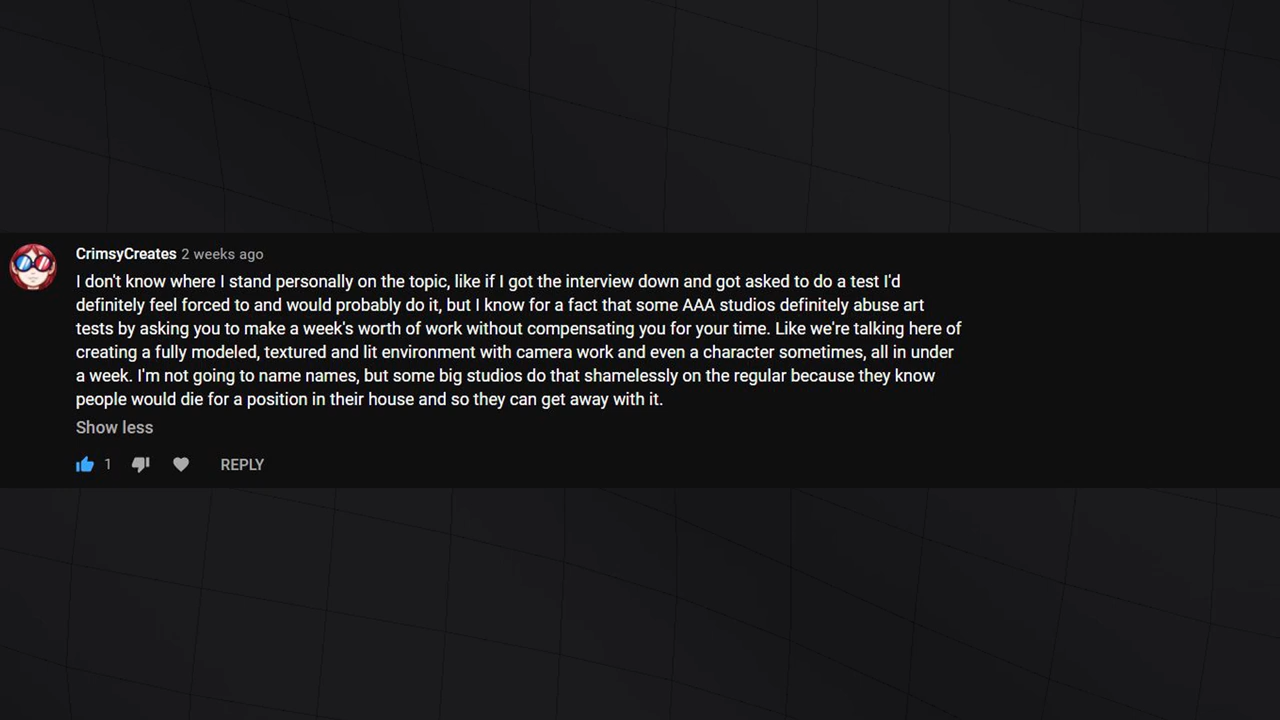 CrimsyCreates 2 weeks ago
I don't know where I stand personally on the topic, like if I got the interview down and got asked to do a test I'd
definitely feel forced to and would probably do it, but I know for a fact that some AAA studios definitely abuse art
tests by asking you to make a week's worth of work without compensating you for your time. Like we're talking here of
creating a fully modeled, textured and lit environment with camera work and even a character sometimes, all in under
a week. I'm not going to name names, but some big studios do that shamelessly on the regular because they know
people would die for a position in their house and so they can get away with it.
Show less
1 REPLY